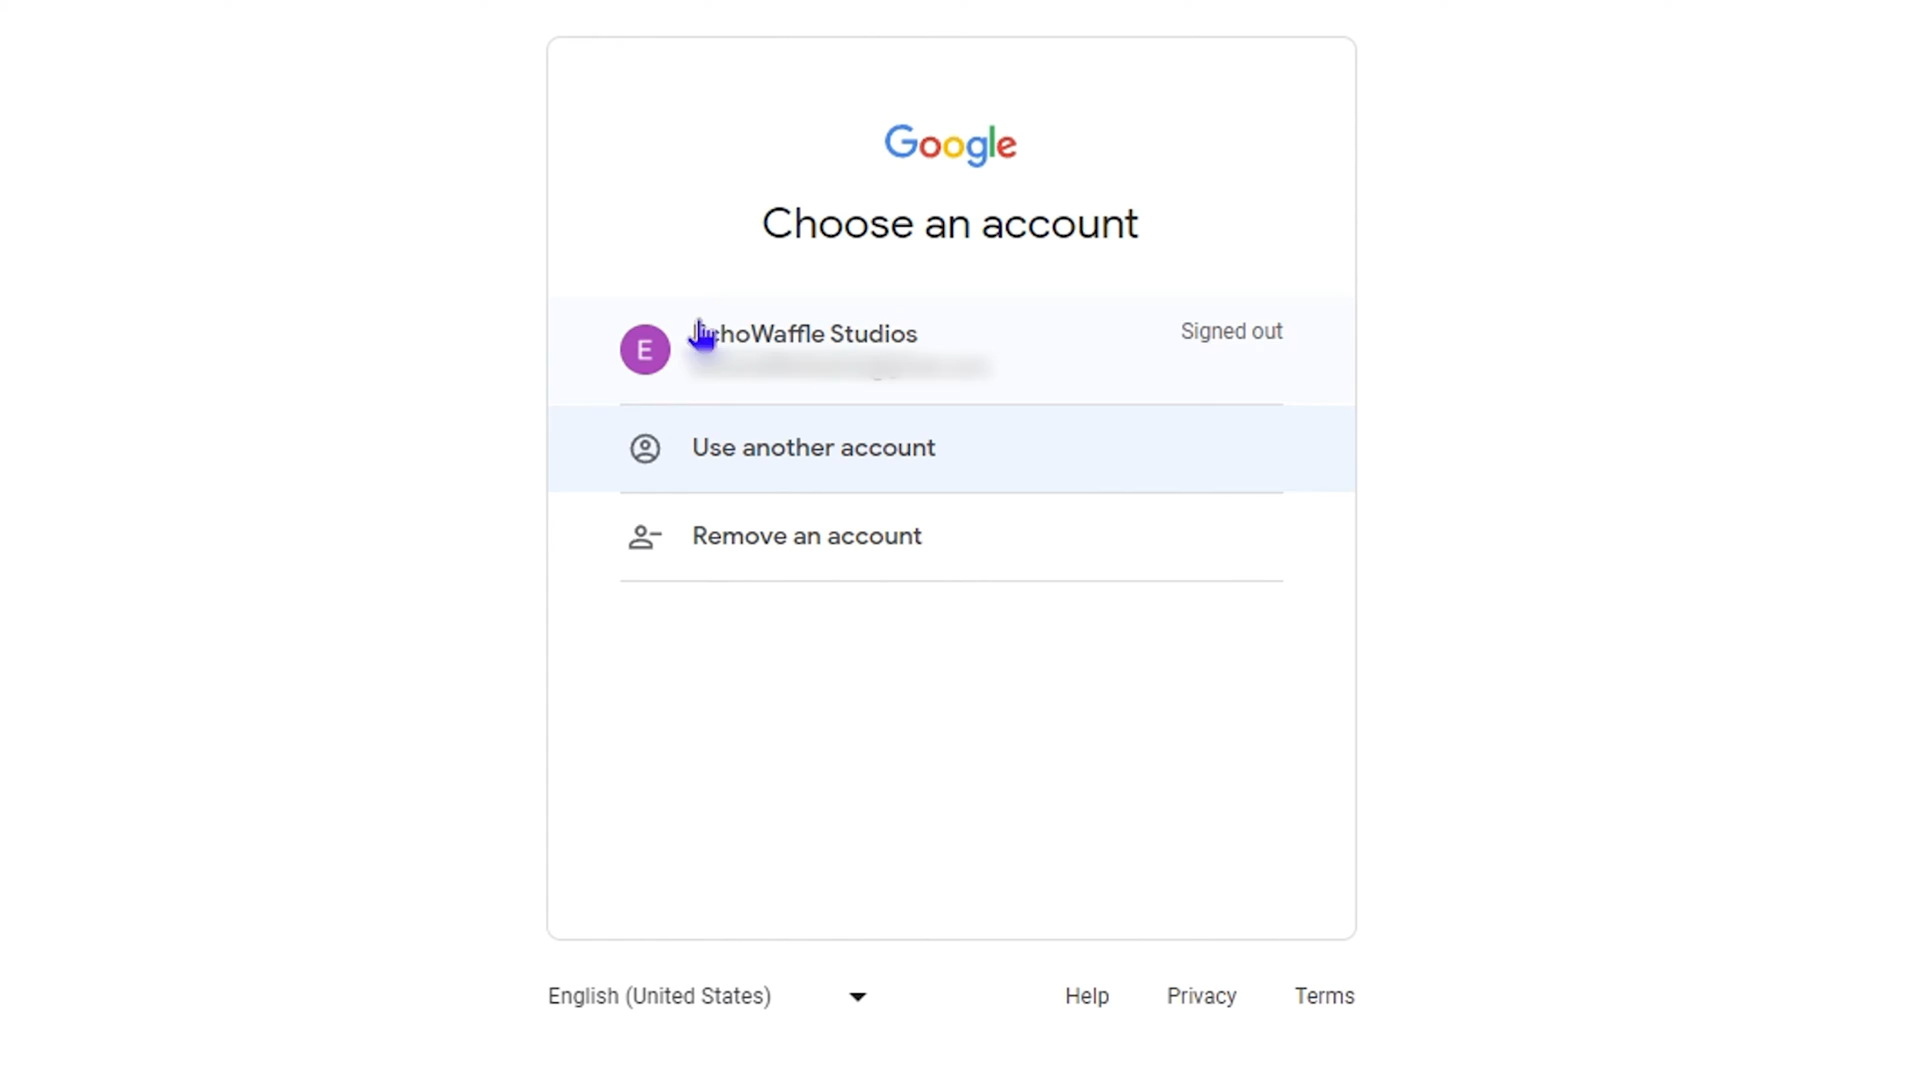 Google
Choose an account
E
Studios
Signed out
Use another account
Remove an account
English (United States)
Help
Privacy
Terms